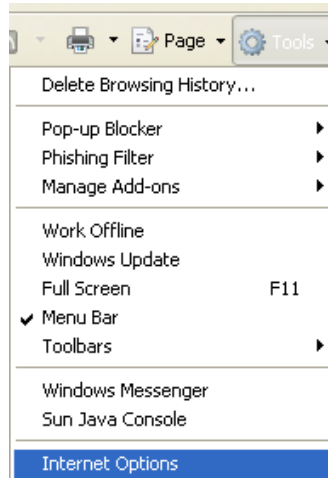 Page Tools
Delete Browsing History...
Pop-up Blocker
Phishing Filter
Manage Add-ons
Work Offline
Windows Update
Full Screen F11
Menu Bar
Toolbars
Windows Messenger
Sun Java Console
Internet Options